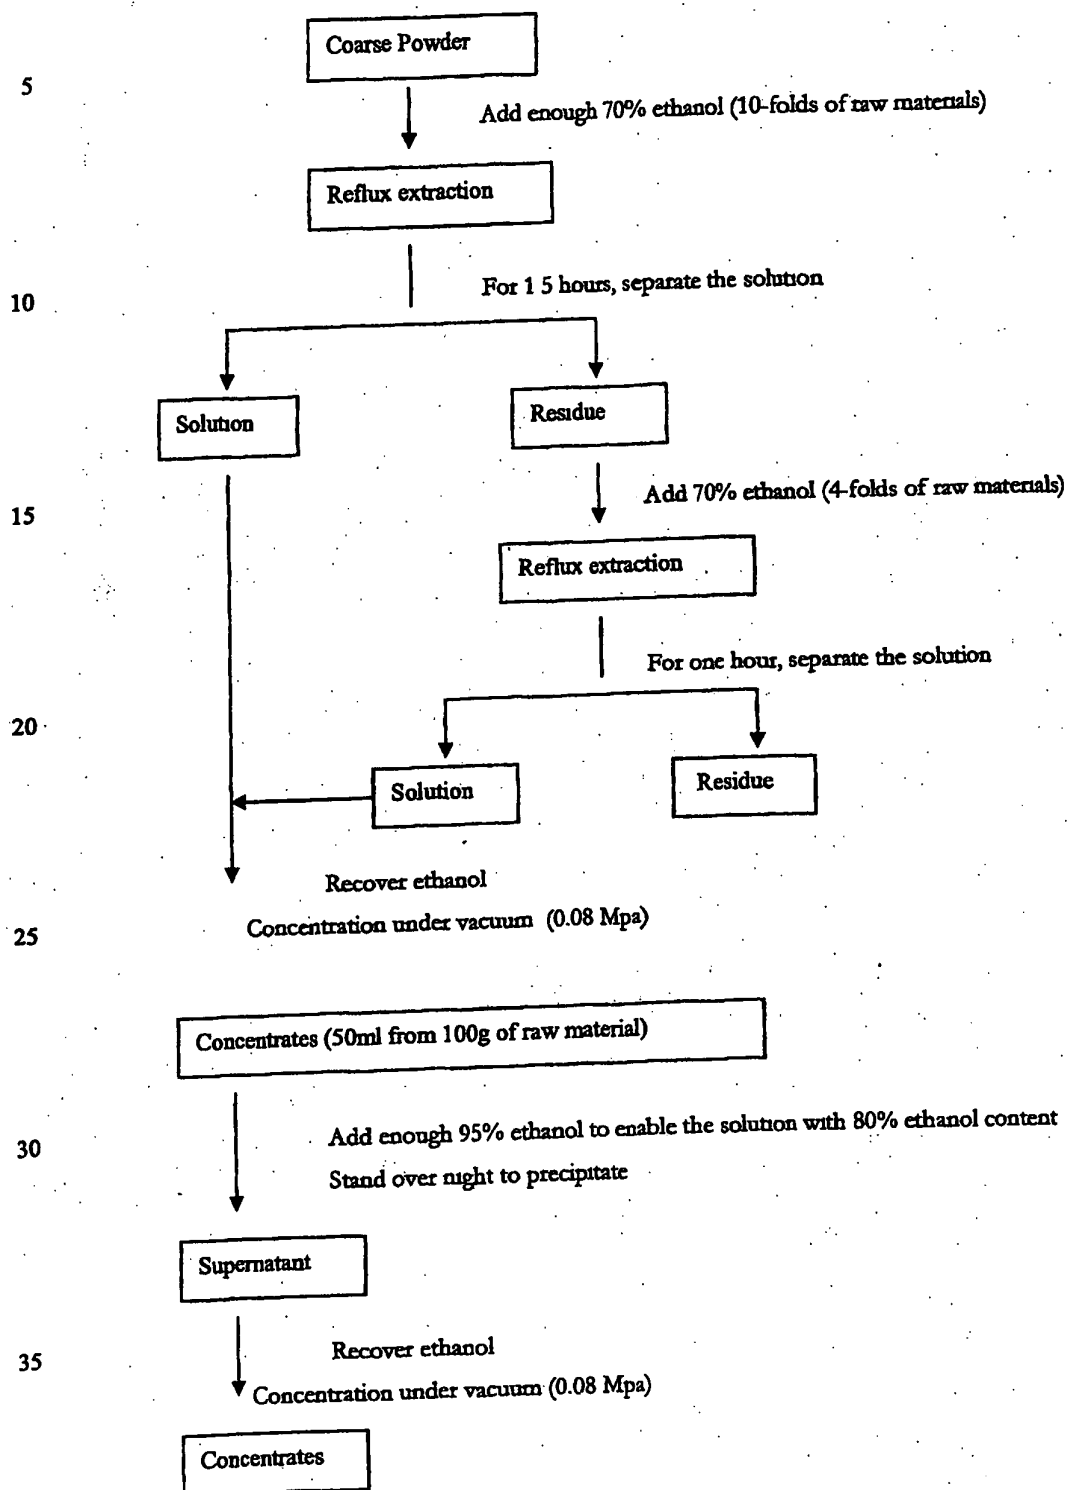 Coarse Powder
5
Add enough 70% ethanol (10-folds of raw materials)
Reflux extraction
For 1 5 hours, separate the solution
10
Solution
Residue
Add 70% ethanol (4-folds of raw materials)
15
Reflux extraction
For one hour, separate the solution
20
Solution
Residue
Recover ethanol
Concentration under vacuum (0.08 Mpa)
25
Concentrates (50ml from 100g of raw material)
Add enough 95% ethanol to enable the solution with 80% ethanol content
30
Stand over night to precipitate
Supernatant
Recover ethanol
35
Concentration under vacuum (0.08 Mpa)
Concentrates